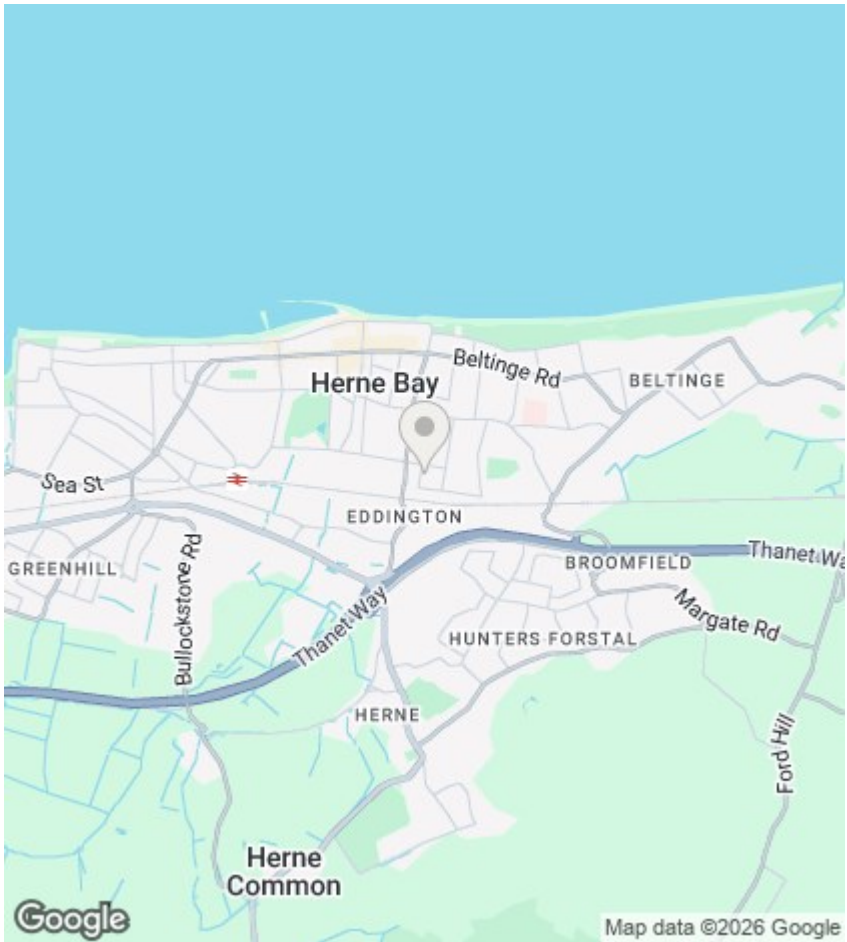 Beltinge Rd
BELTINGE
Herne Bay
Sea St
EDDINGTON
Thanet Wa
BROOMFIELD
GREENHILL
Bullockstone Rd
Thanet Way
Margate Rd
HUNTERS FORSTAL
HERNE
Ford Hill
Herne
Common
Google
Map data ©2026 Google